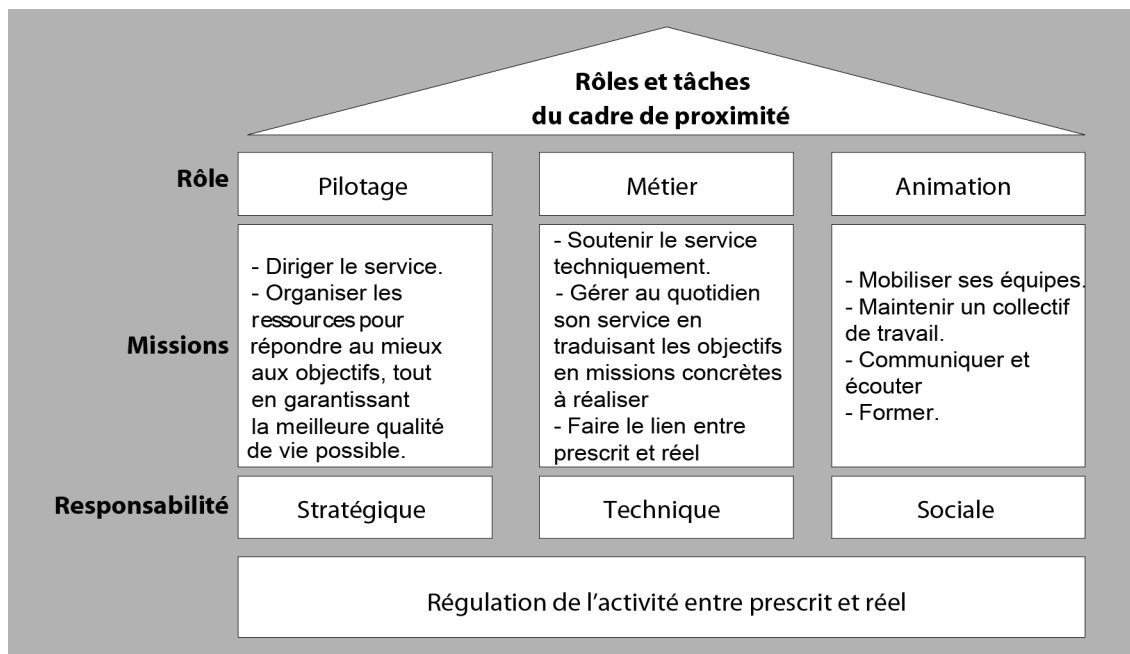 Rôles et tâches
du cadre de proximité
Rôle
Pilotage
Métier
Animation
Missions
- Diriger le service.
- Organiser les
ressources pour
répondre au mieux
aux objectifs, tout
en garantissant
la meilleure qualité
de vie possible.
- Soutenir le service
techniquement.
- Gérer au quotidien
son service en
traduisant les objectifs
en missions concrètes
à réaliser
- Faire le lien entre
prescrit et réel
- Mobiliser ses équipes.
- Maintenir un collectif
de travail.
- Communiquer et
écouter
- Former.
Responsabilité
Stratégique
Technique
Sociale
Régulation de l’activité entre prescrit et réel